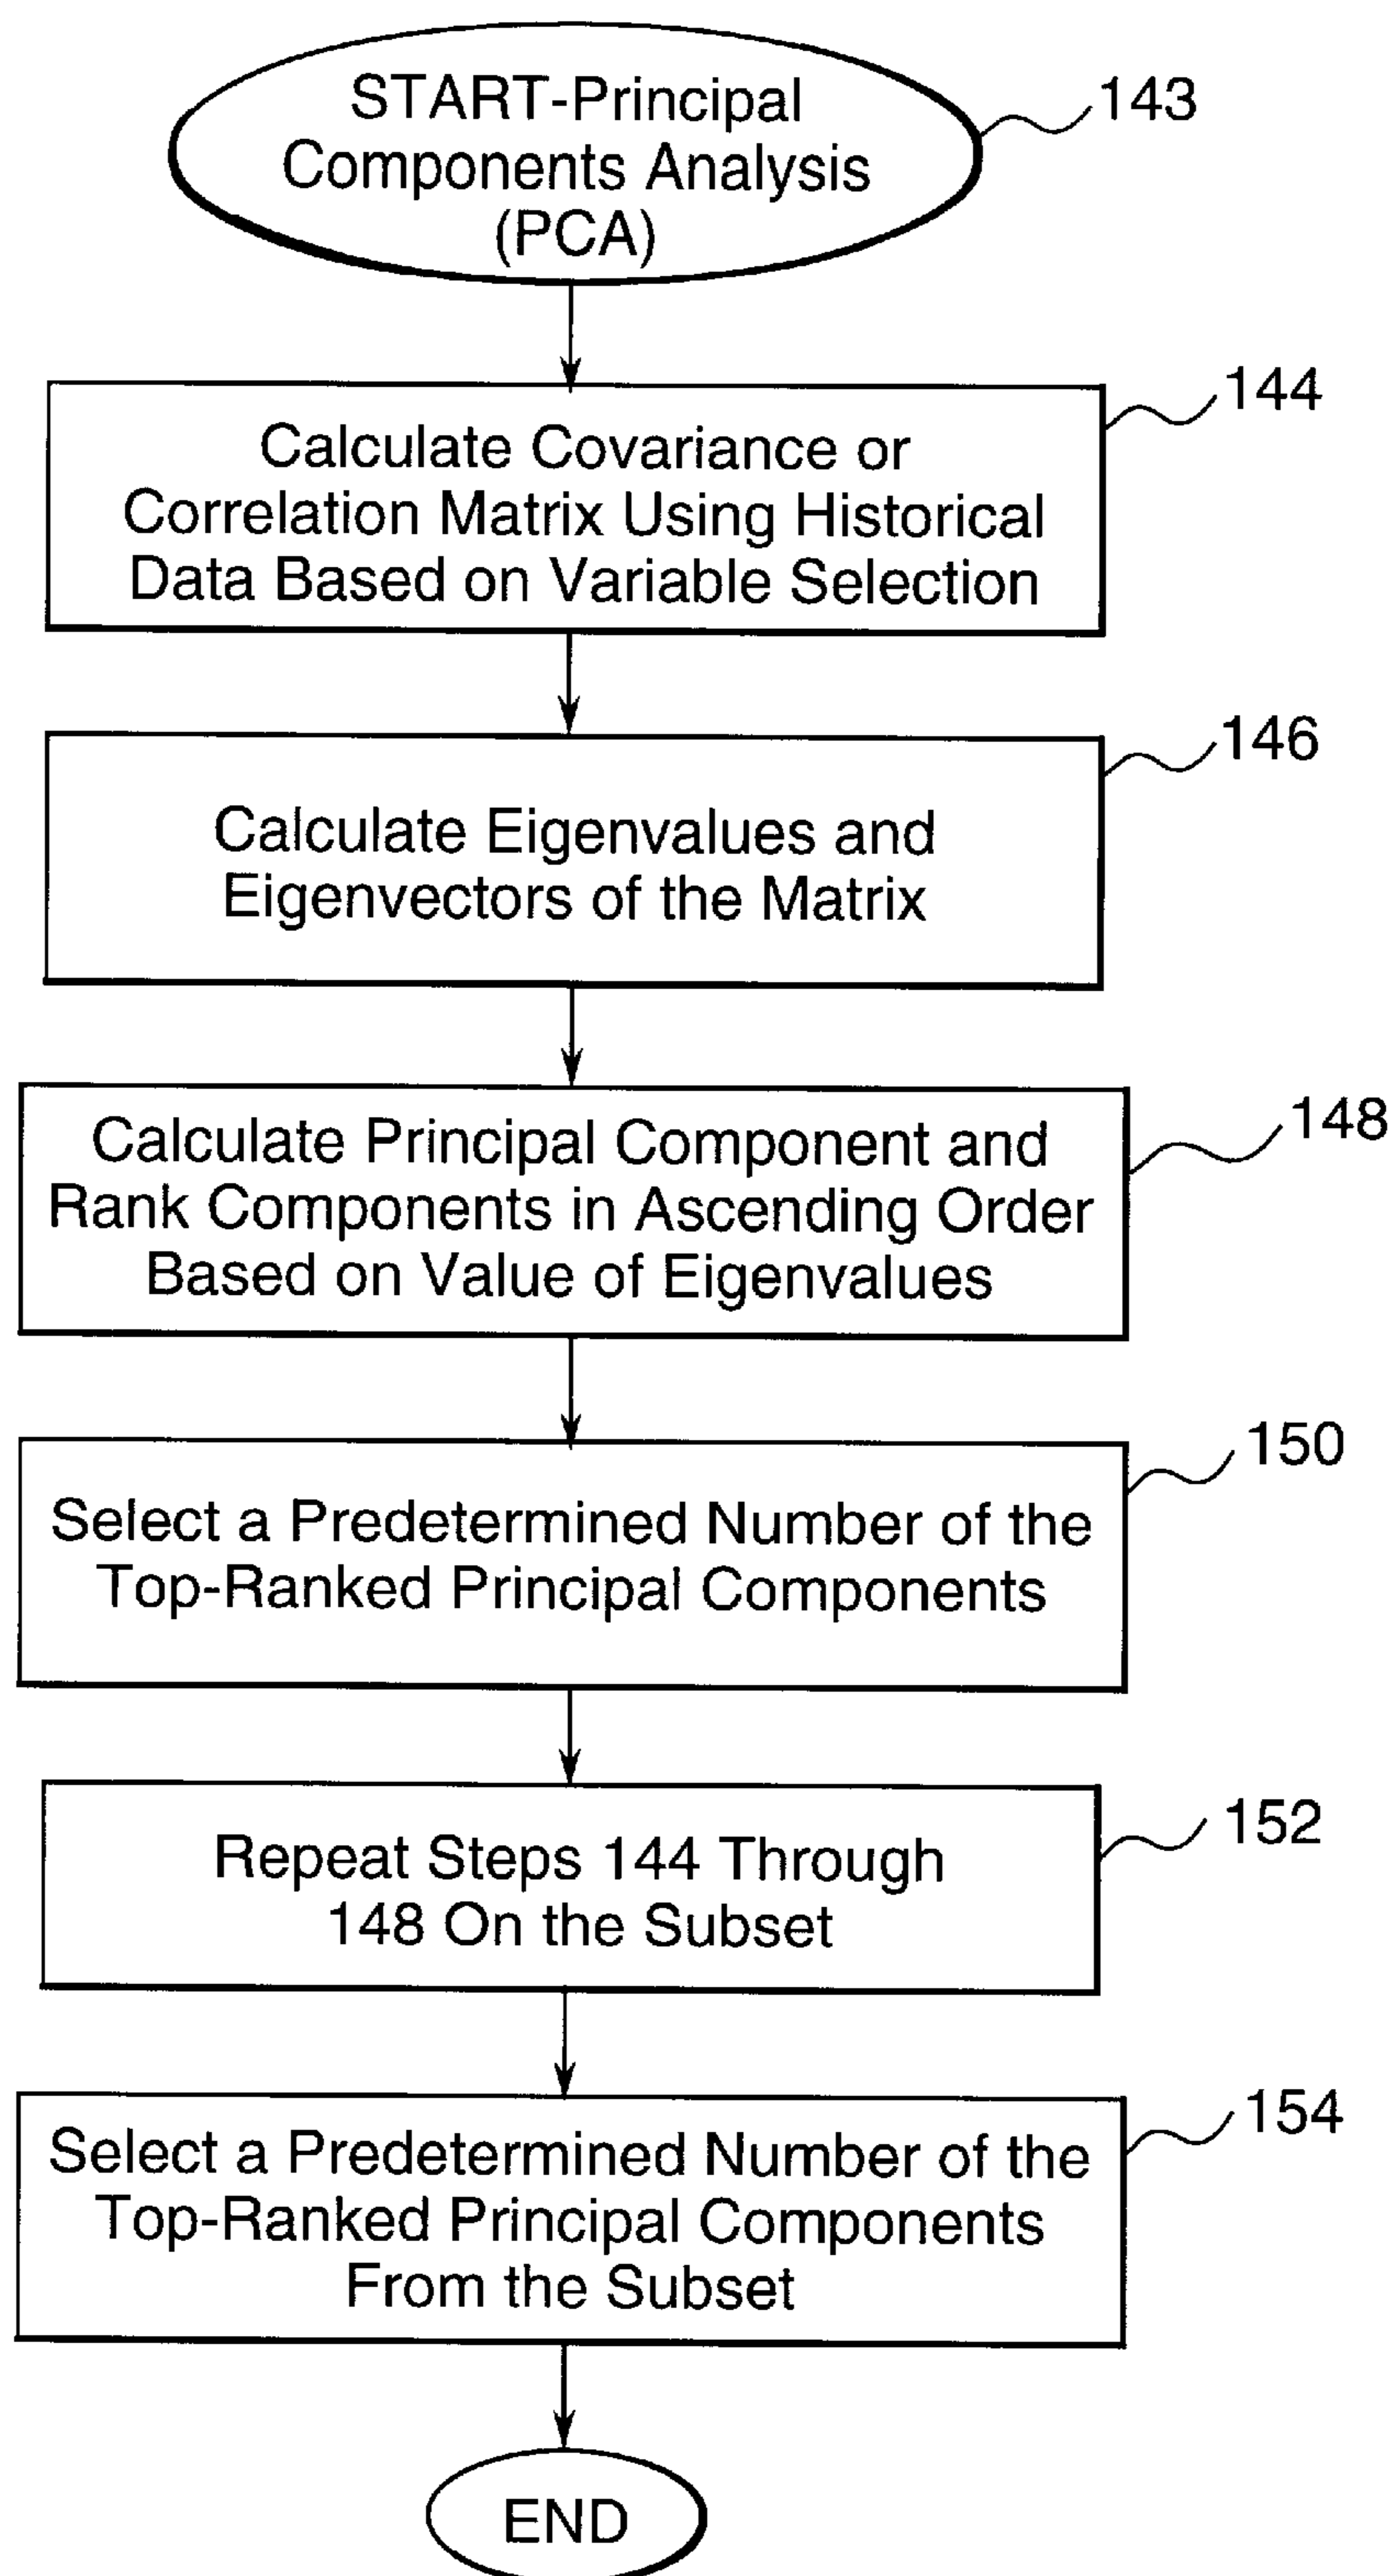 START-Principal
Components Analysis
(PCA)
143
144
Calculate Covariance or
Correlation Matrix Using Historical
Data Based on Variable Selection
146
Calculate Eigenvalues and
Eigenvectors of the Matrix
148
Calculate Principal Component and
Rank Components in Ascending Order
Based on Value of Eigenvalues
150
Select a Predetermined Number of the
Top-Ranked Principal Components
152
Repeat Steps 144 Through
148 On the Subset
154
Select a Predetermined Number of the
Top-Ranked Principal Components
From the Subset
END